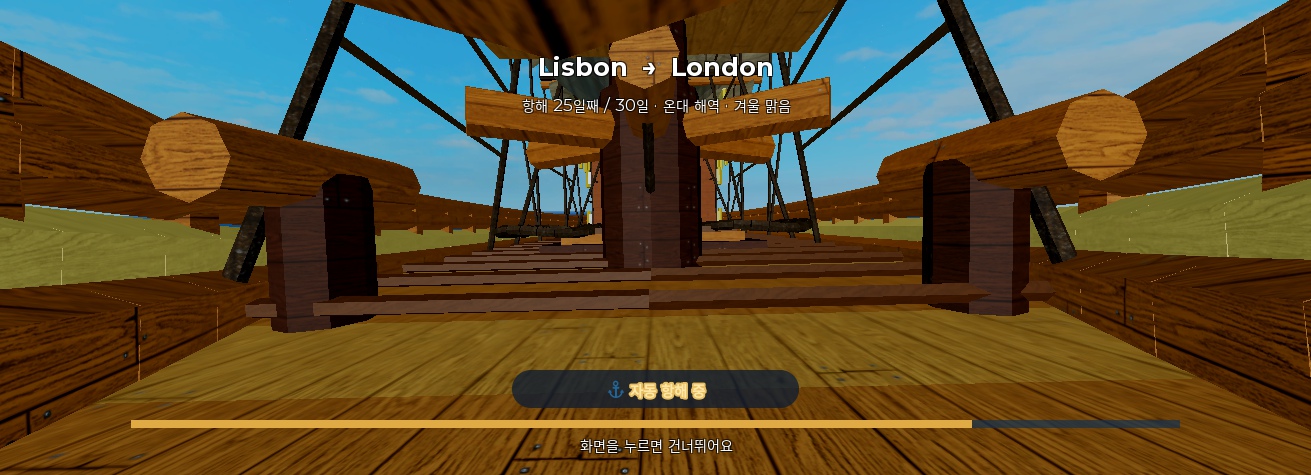 Lisbon → London
항해 25일째 / 30일 · 온대 해역 · 겨울 맑음
⚓ 자동 항해 중
화면을 누르면 건너뛰어요